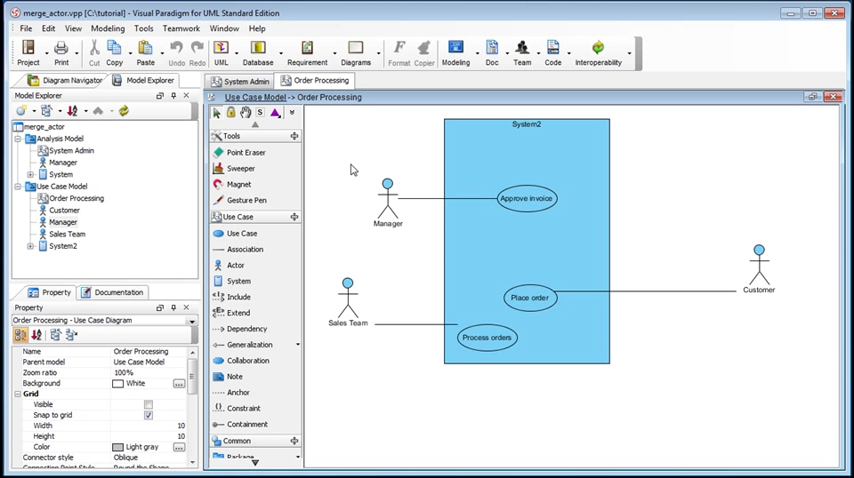 merge_actor.vpp [C:\tutorial] - Visual Paradigm for UML Standard Edition
File Edit View Modeling Tools Teamwork Window Help
Project Print Cut Copy Paste Undo Redo UML Database Requirement Diagrams Format Copier Modeling Doc Team Code Interoperability
Diagram Navigator Model Explorer System Admin Order Processing
Model Explorer
Use Case Model -> Order Processing
merge_actor
Analysis Model
System Admin
Manager
System
Use Case Model
Order Processing
Customer
Manager
Sales Team
System2
Property Documentation
Property
Order Processing - Use Case Diagram
Name Order Processing
Parent model Use Case Model
Zoom ratio 100%
Background White
Grid
Visible
Snap to grid
Width 10
Height 10
Color Light gray
Connector style Oblique
Connection Point Style Round the Shape
Tools
Point Eraser
Sweeper
Magnet
Gesture Pen
Use Case
Use Case
Association
Actor
System
Include
Extend
Dependency
Generalization
Collaboration
Note
Anchor
Constraint
Containment
Common
Package
System2
Approve invoice
Manager
Place order
Customer
Sales Team
Process orders